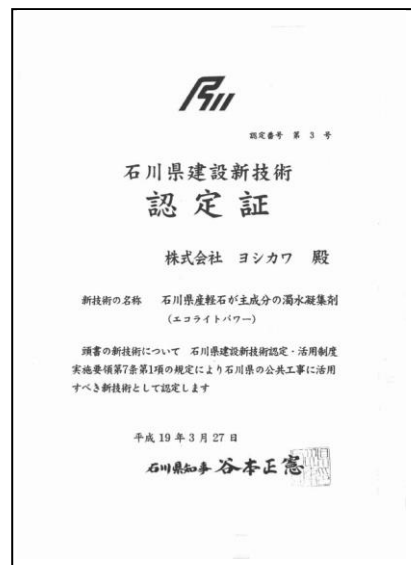 認定番号 第 3 号
石川県建設新技術
認定証
株式会社 ヨシカワ 殿
新技術の名称 石川県産軽石が主成分の濁水凝集剤
(エコライトパワー)
頭書の新技術について 石川県建設新技術認定・活用制度
実施要領第7条第1項の規定により石川県の公共工事に活用
すべき新技術として認定します
平成 19 年 3 月 27 日
石川県知事 谷本正憲